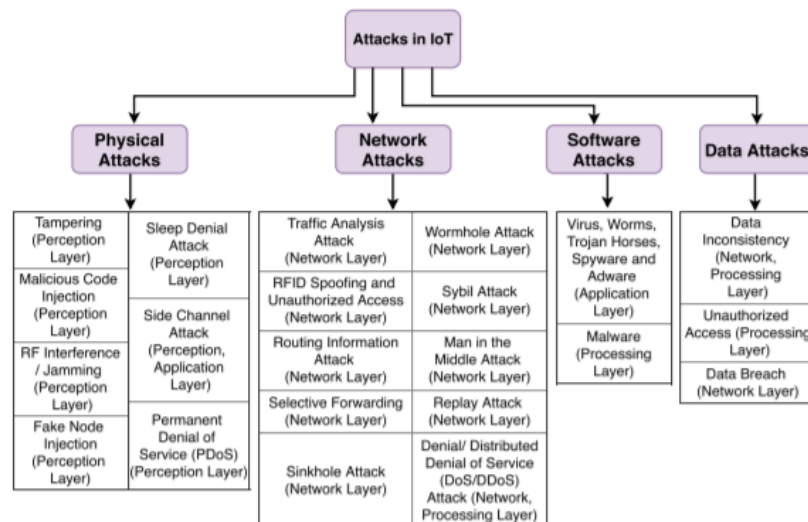 Attacks in IoT
Physical
Attacks
Network
Attacks
Software
Attacks
Data Attacks
Tampering
(Perception
Layer)
Malicious Code
Injection
(Perception
Layer)
RF Interference
/ Jamming
(Perception
Layer)
Fake Node
Injection
(Perception
Layer)
Sleep Denial
Attack
(Perception
Layer)
Side Channel
Attack
(Perception,
Application
Layer)
Permanent
Denial of
Service (PDoS)
(Perception Layer)
Traffic Analysis
Attack
(Network Layer)
RFID Spoofing and
Unauthorized Access
(Network Layer)
Routing Information
Attack
(Network Layer)
Selective Forwarding
(Network Layer)
Sinkhole Attack
(Network Layer)
Wormhole Attack
(Network Layer)
Sybil Attack
(Network Layer)
Man in the
Middle Attack
(Network Layer)
Replay Attack
(Network Layer)
Denial/ Distributed
Denial of Service
(DoS/DDoS)
Attack (Network,
Processing Layer)
Virus, Worms,
Trojan Horses,
Spyware and
Adware
(Application
Layer)
Malware
(Processing
Layer)
Data
Inconsistency
(Network,
Processing
Layer)
Unauthorized
Access (Processing
Layer)
Data Breach
(Network Layer)